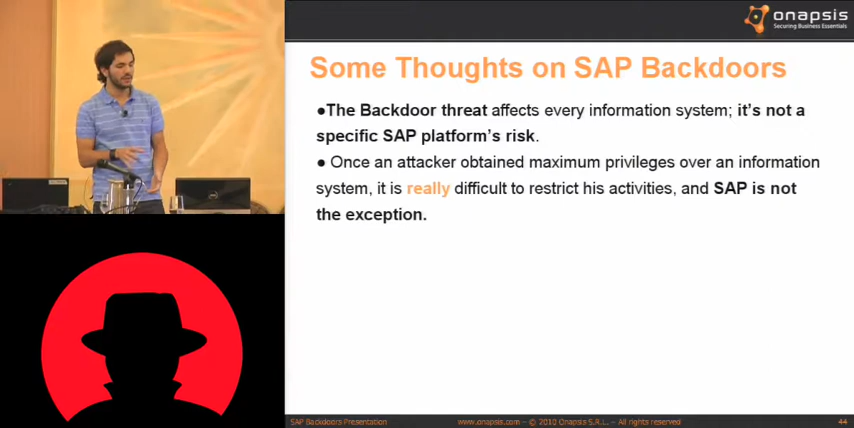 onapsis
Securing Business Essentials
Some Thoughts on SAP Backdoors
●The Backdoor threat affects every information system; it's not a
specific SAP platform's risk.
● Once an attacker obtained maximum privileges over an information
system, it is really difficult to restrict his activities, and SAP is not
the exception.
SAP Backdoors Presentation
www.onapsis.com – © 2010 Onapsis S.R.L. – All rights reserved
44